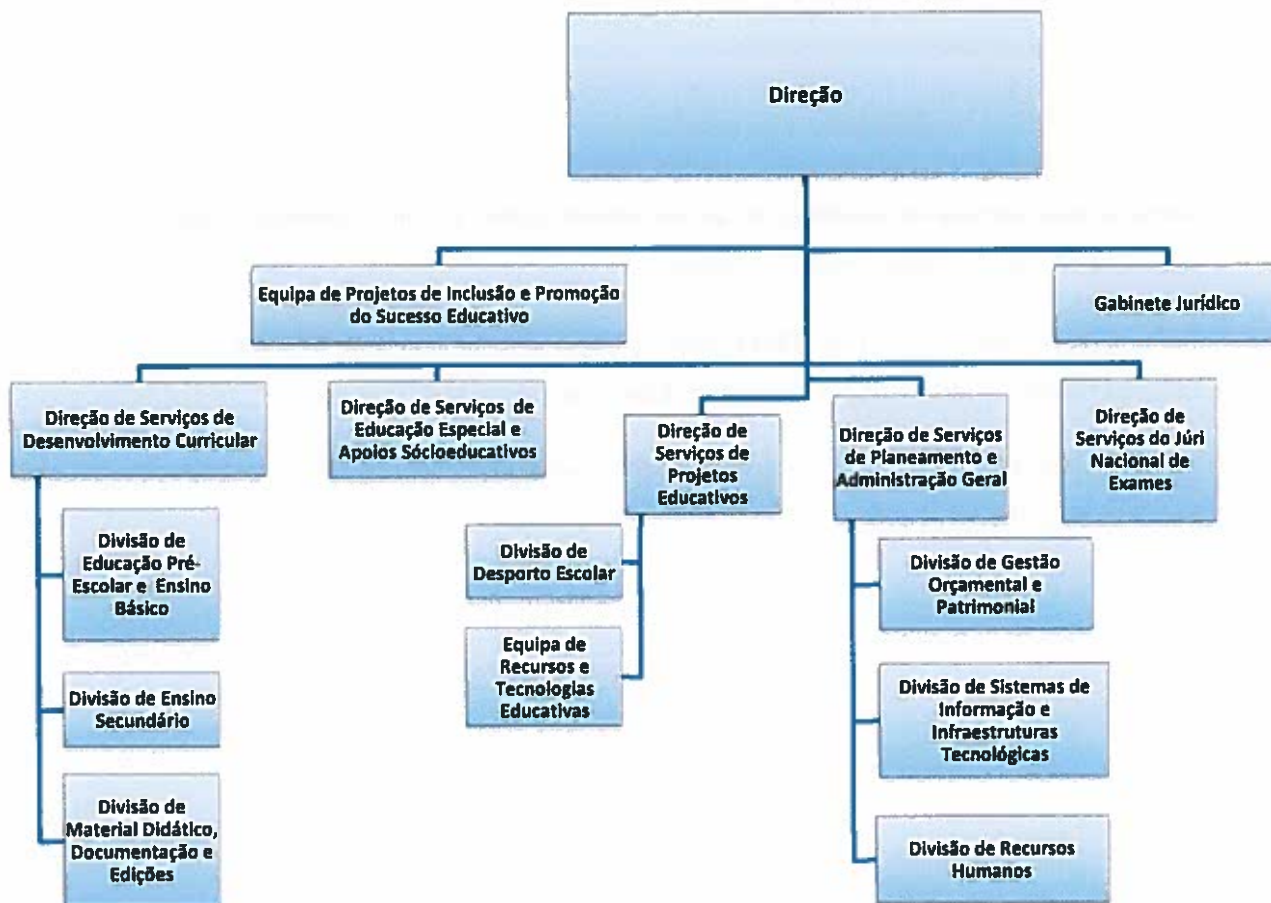 Direção
Equipa de Projetos de Inclusão e Promoção
do Sucesso Educativo
Gabinete Jurídico
Direção de Serviços de
Desenvolvimento Curricular
Direção de Serviços de
Educação Especial e
Apoios Sócioeducativos
Direção de
Serviços de
Projetos
Educativos
Direção de Serviços
de Planeamento e
Administração Geral
Direção de
Serviços do Júri
Nacional de
Exames
Divisão de
Educação Pré-
Escolar e Ensino
Básico
Divisão de Ensino
Secundário
Divisão de
Material Didático,
Documentação e
Edições
Divisão de
Desporto Escolar
Equipa de
Recursos e
Tecnologias
Educativas
Divisão de Gestão
Orçamental e
Patrimonial
Divisão de Sistemas de
Informação e
Infraestruturas
Tecnológicas
Divisão de Recursos
Humanos